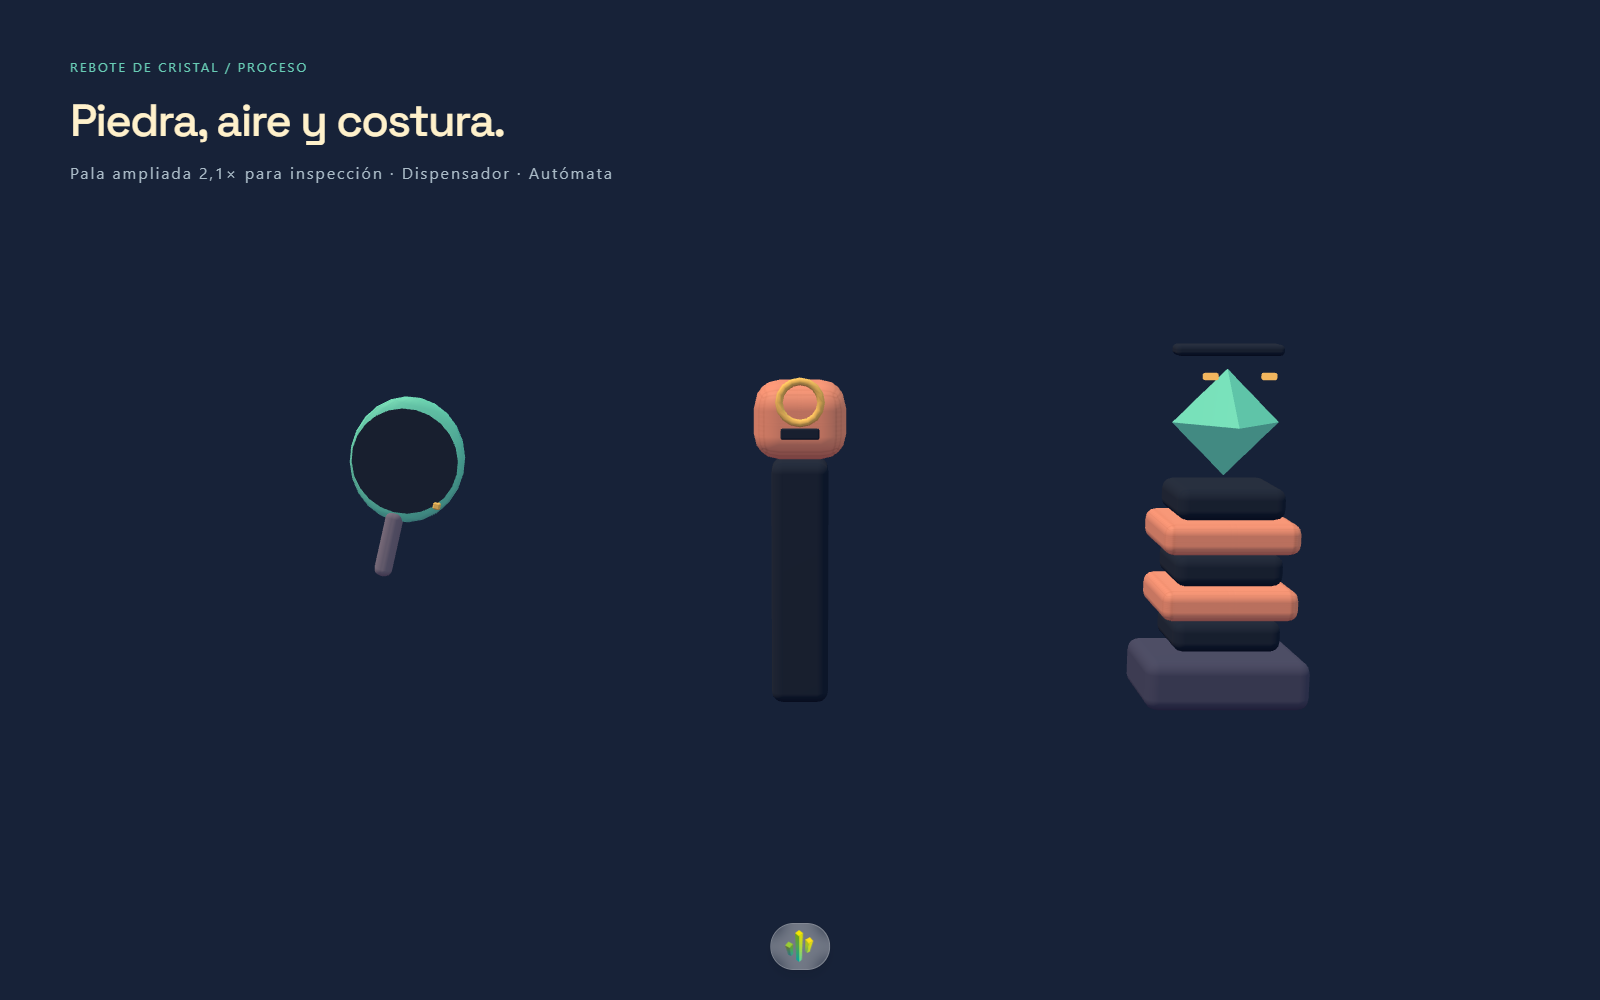 REBOTE DE CRISTAL / PROCESO
Piedra, aire y costura.
Pala ampliada 2,1× para inspección · Dispensador · Autómata